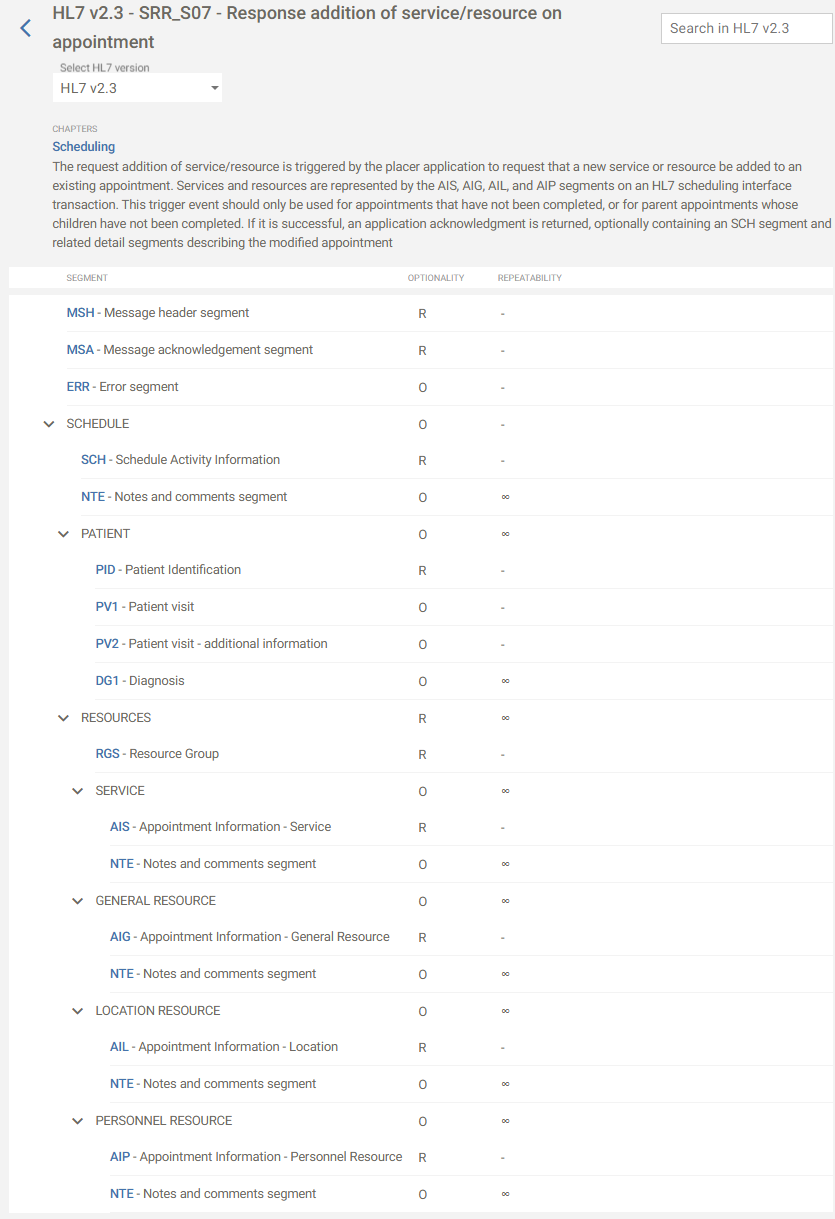 HL7 v2.3 - SRR_S07 - Response addition of service/resource on
appointment
Search in HL7 v2.3
Select HL7 version
HL7 v2.3
CHAPTERS
Scheduling
The request addition of service/resource is triggered by the placer application to request that a new service or resource be added to an
existing appointment. Services and resources are represented by the AIS, AIG, AIL, and AIP segments on an HL7 scheduling interface
transaction. This trigger event should only be used for appointments that have not been completed, or for parent appointments whose
children have not been completed. If it is successful, an application acknowledgment is returned, optionally containing an SCH segment and
related detail segments describing the modified appointment
SEGMENT OPTIONALITY REPEATABILITY
MSH - Message header segment R -
MSA - Message acknowledgement segment R -
ERR - Error segment O -
SCHEDULE O -
SCH - Schedule Activity Information R -
NTE - Notes and comments segment O ∞
PATIENT O ∞
PID - Patient Identification R -
PV1 - Patient visit O -
PV2 - Patient visit - additional information O -
DG1 - Diagnosis O ∞
RESOURCES R ∞
RGS - Resource Group R -
SERVICE O ∞
AIS - Appointment Information - Service R -
NTE - Notes and comments segment O ∞
GENERAL RESOURCE O ∞
AIG - Appointment Information - General Resource R -
NTE - Notes and comments segment O ∞
LOCATION RESOURCE O ∞
AIL - Appointment Information - Location R -
NTE - Notes and comments segment O ∞
PERSONNEL RESOURCE O ∞
AIP - Appointment Information - Personnel Resource R -
NTE - Notes and comments segment O ∞